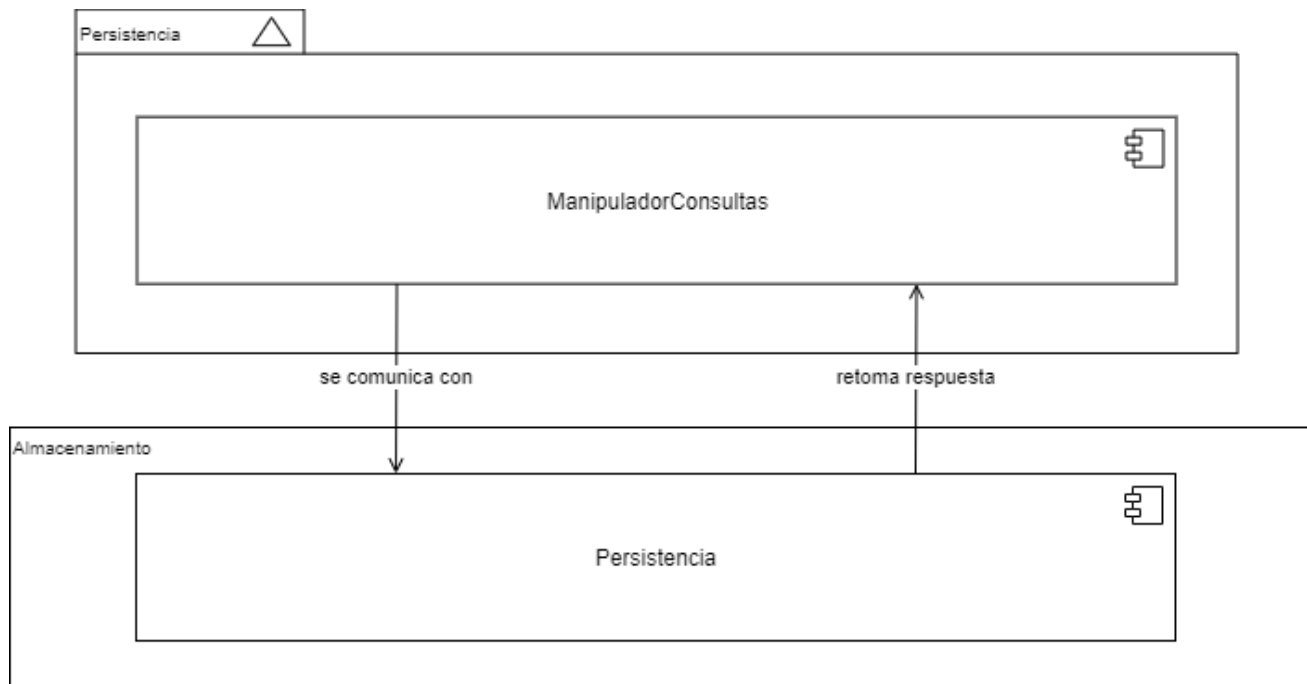 Persistencia
ManipuladorConsultas
se comunica con
retoma respuesta
Almacenamiento
Persistencia